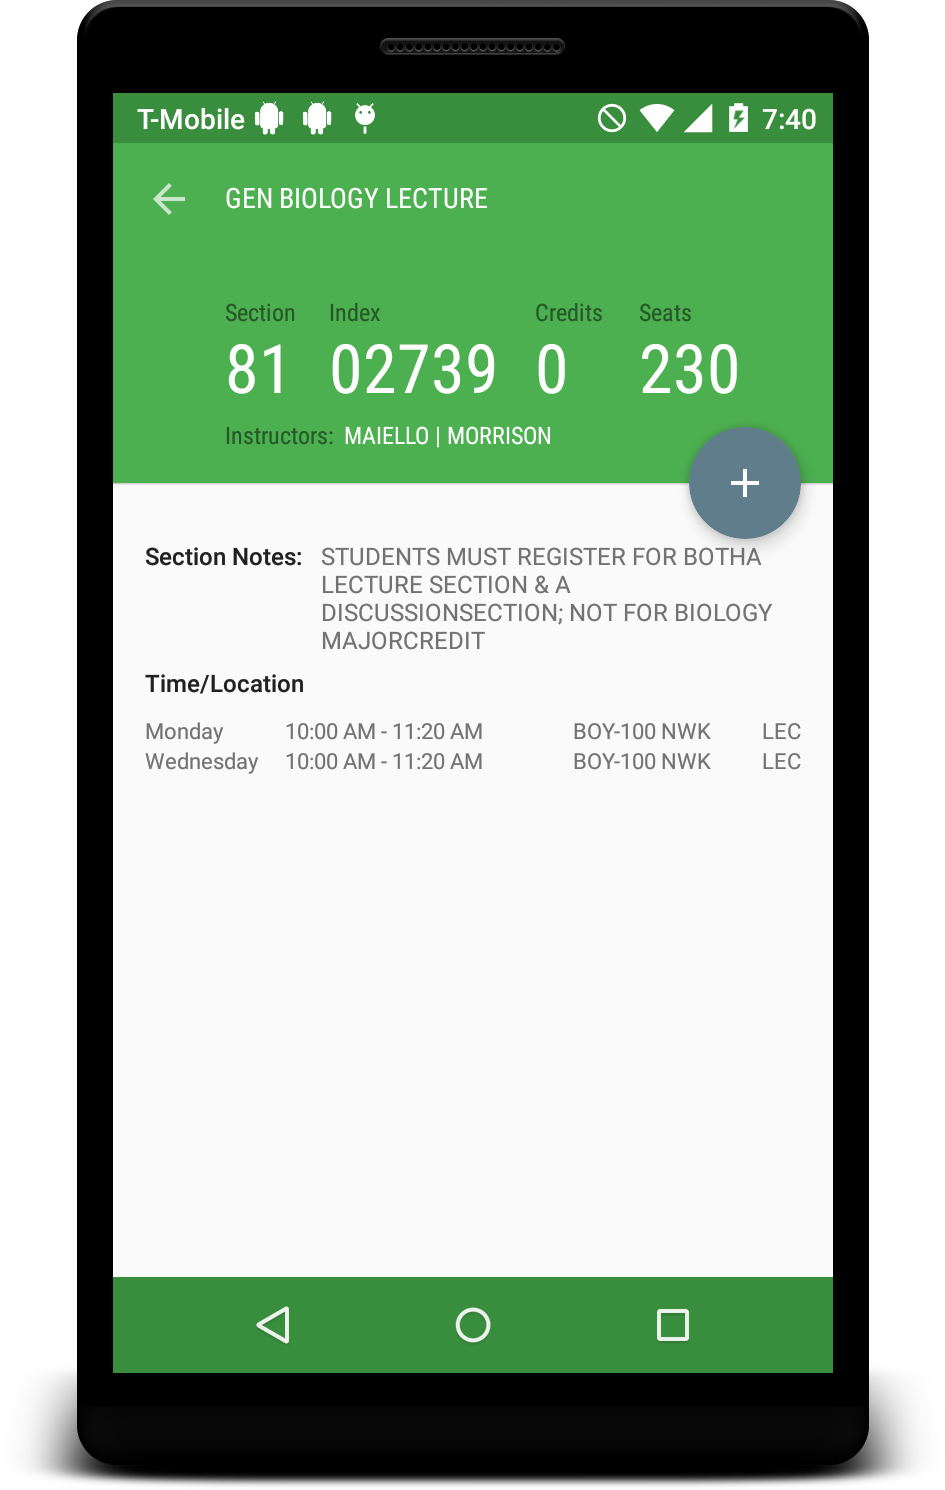 T-Mobile 7:40
GEN BIOLOGY LECTURE
Section Index Credits Seats
81 02739 0 230
Instructors: MAIELLO | MORRISON
+
Section Notes: STUDENTS MUST REGISTER FOR BOTHA
LECTURE SECTION & A
DISCUSSIONSECTION; NOT FOR BIOLOGY
MAJORCREDIT
Time/Location
Monday 10:00 AM - 11:20 AM BOY-100 NWK LEC
Wednesday 10:00 AM - 11:20 AM BOY-100 NWK LEC